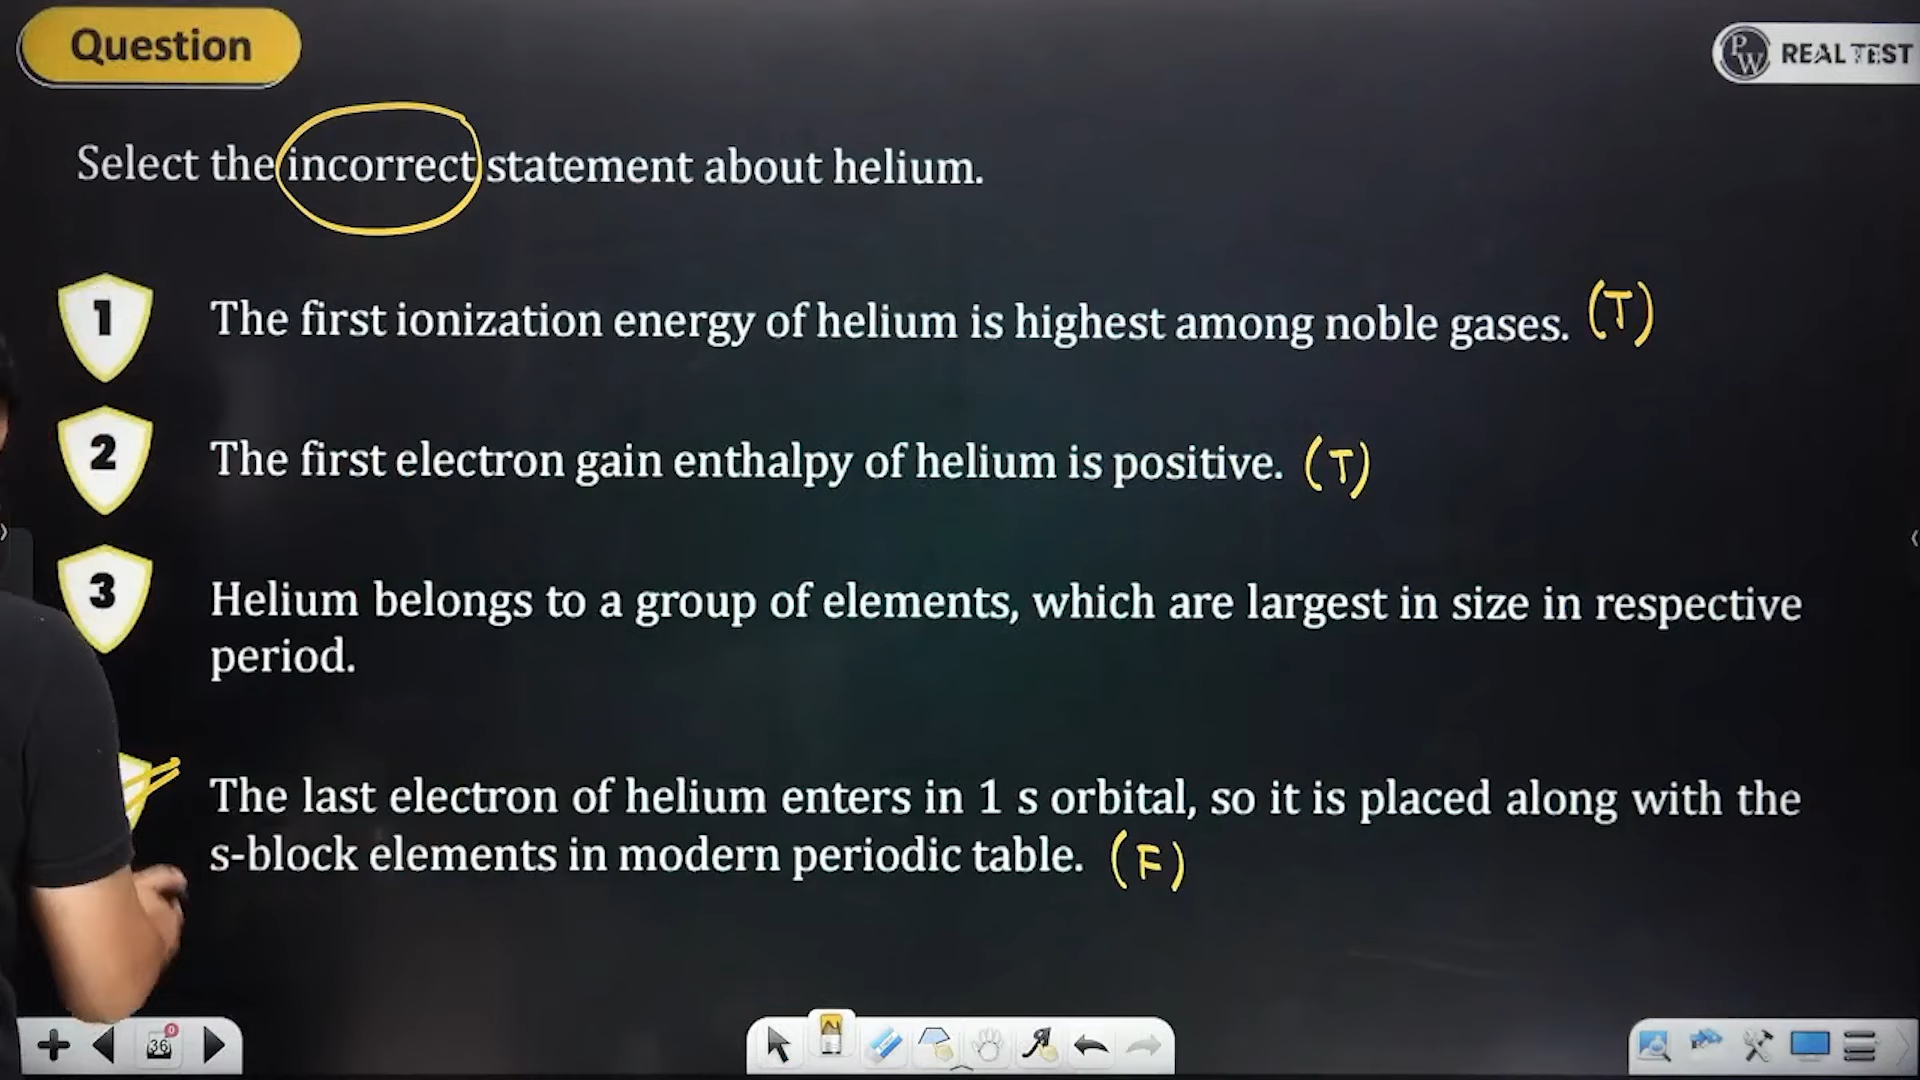 Question
PW REAL TEST
Select the incorrect statement about helium.
1 The first ionization energy of helium is highest among noble gases. (T)
2 The first electron gain enthalpy of helium is positive. (T)
3 Helium belongs to a group of elements, which are largest in size in respective
period.
The last electron of helium enters in 1 s orbital, so it is placed along with the
s-block elements in modern periodic table. (F)
36 0